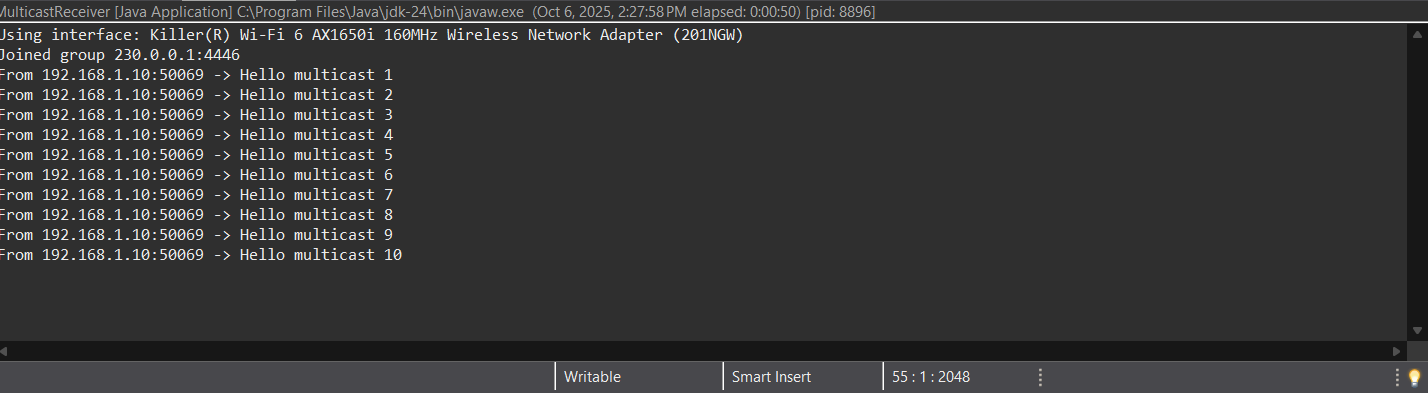 MulticastReceiver [Java Application] C:\Program Files\Java\jdk-24\bin\javaw.exe (Oct 6, 2025, 2:27:58 PM elapsed: 0:00:50) [pid: 8896]
Using interface: Killer(R) Wi-Fi 6 AX1650i 160MHz Wireless Network Adapter (201NGW)
Joined group 230.0.0.1:4446
From 192.168.1.10:50069 -> Hello multicast 1
From 192.168.1.10:50069 -> Hello multicast 2
From 192.168.1.10:50069 -> Hello multicast 3
From 192.168.1.10:50069 -> Hello multicast 4
From 192.168.1.10:50069 -> Hello multicast 5
From 192.168.1.10:50069 -> Hello multicast 6
From 192.168.1.10:50069 -> Hello multicast 7
From 192.168.1.10:50069 -> Hello multicast 8
From 192.168.1.10:50069 -> Hello multicast 9
From 192.168.1.10:50069 -> Hello multicast 10
Writable Smart Insert 55 : 1 : 2048